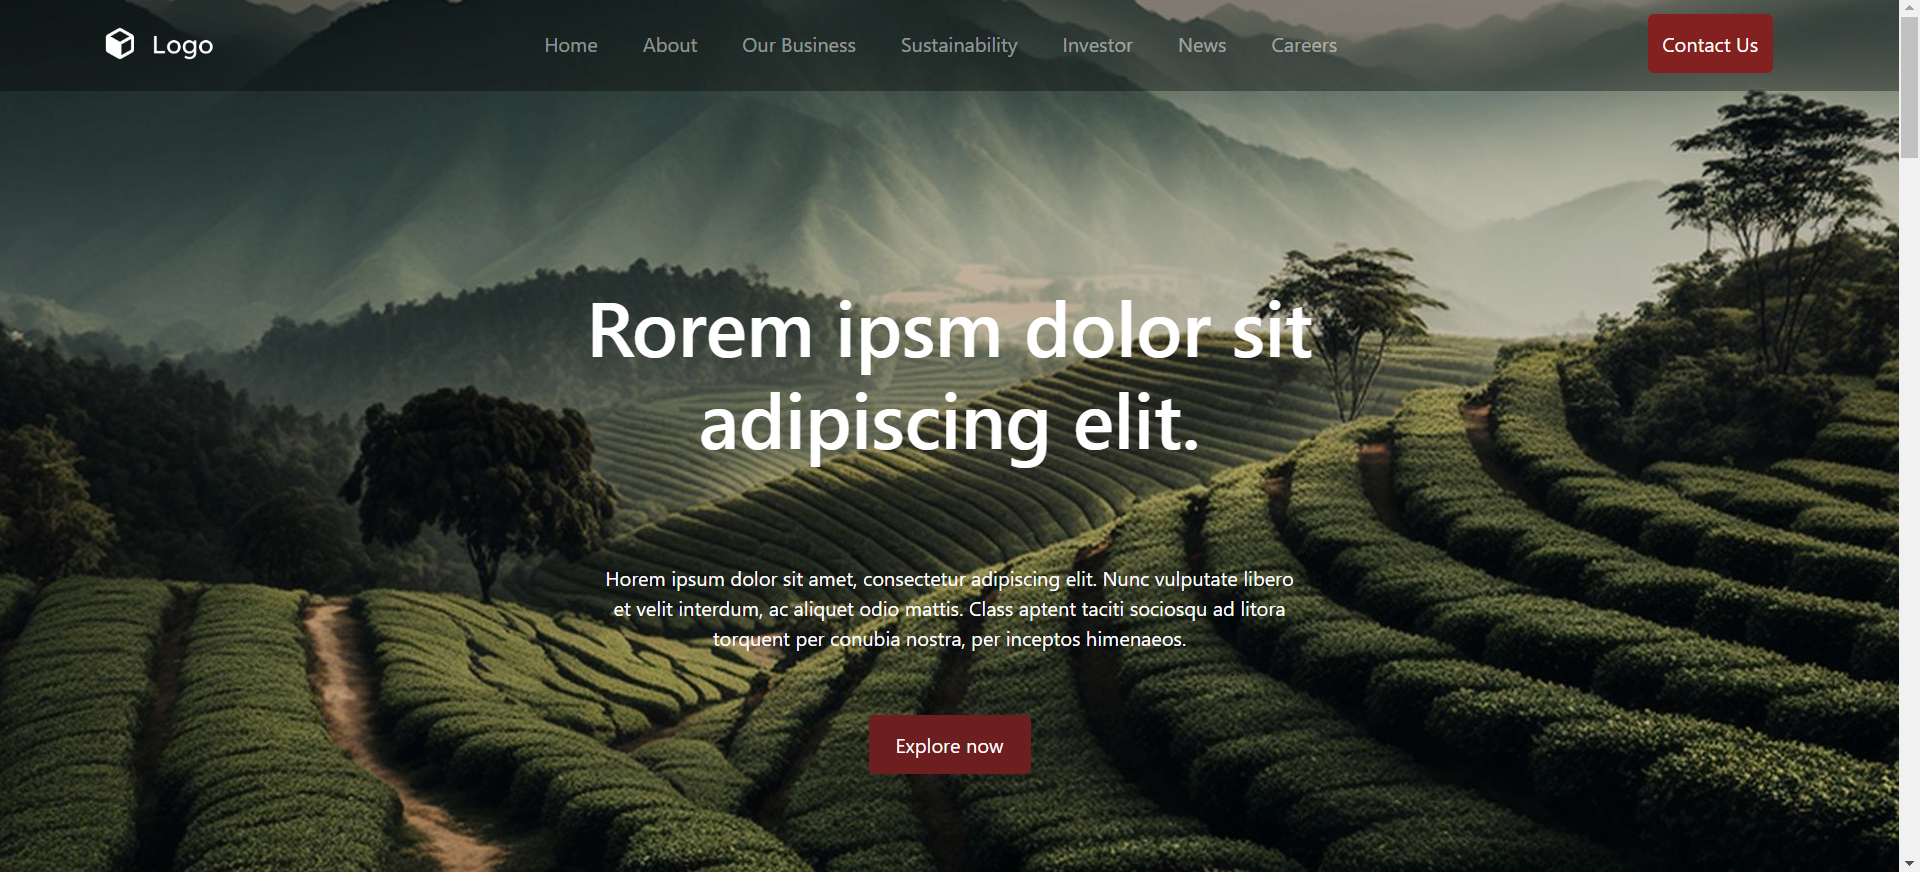 Logo
Home About Our Business Sustainability Investor News Careers
Contact Us
Rorem ipsm dolor sit
adipiscing elit.
Horem ipsum dolor sit amet, consectetur adipiscing elit. Nunc vulputate libero
et velit interdum, ac aliquet odio mattis. Class aptent taciti sociosqu ad litora
torquent per conubia nostra, per inceptos himenaeos.
Explore now